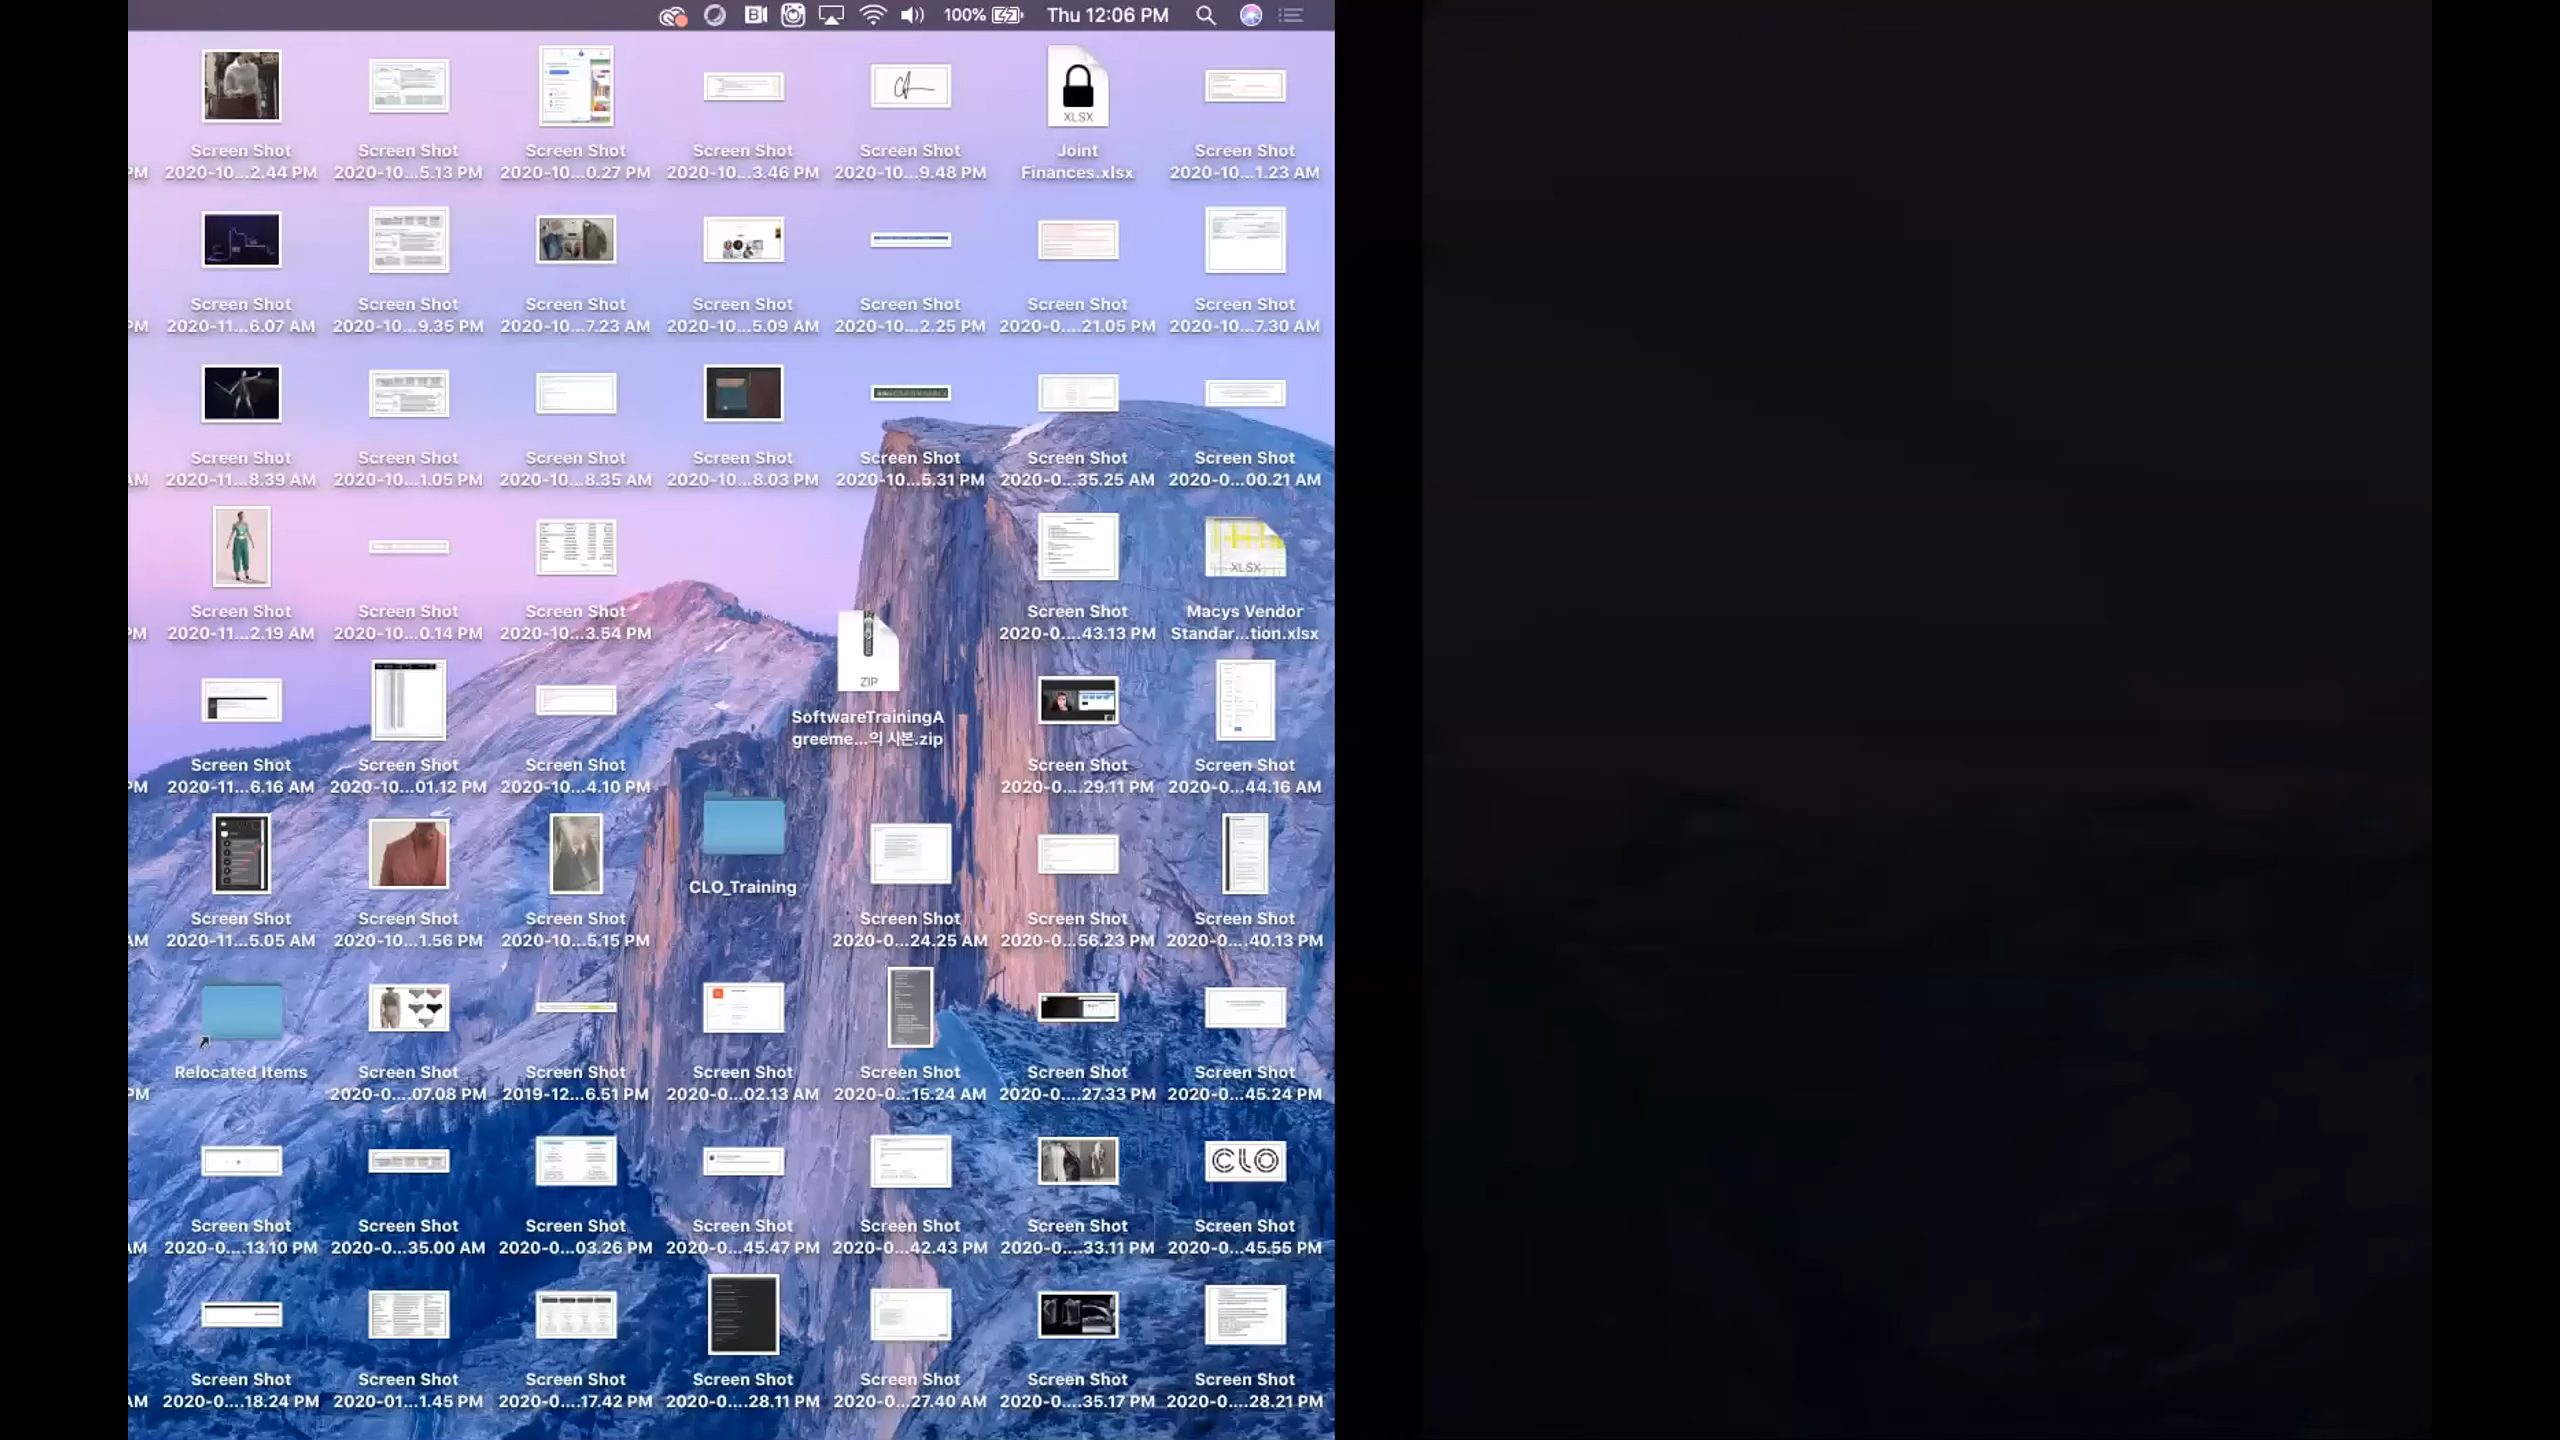 100% Thu 12:06 PM
Screen Shot Screen Shot Screen Shot Screen Shot Screen Shot Joint Screen Shot
PM 2020-10...2.44 PM 2020-10...5.13 PM 2020-10...0.27 PM 2020-10...3.46 PM 2020-10...9.48 PM Finances.xlsx 2020-10...1.23 AM
XLSX
Screen Shot Screen Shot Screen Shot Screen Shot Screen Shot Screen Shot Screen Shot
PM 2020-11...6.07 AM 2020-10...9.35 PM 2020-10...7.23 AM 2020-10...5.09 AM 2020-10...2.25 PM 2020-0....21.05 PM 2020-10...7.30 AM
Screen Shot Screen Shot Screen Shot Screen Shot Screen Shot Screen Shot Screen Shot
AM 2020-11...8.39 AM 2020-10...1.05 PM 2020-10...8.35 AM 2020-10...8.03 PM 2020-10...5.31 PM 2020-0...35.25 AM 2020-0...00.21 AM
XLSX
Screen Shot Screen Shot Screen Shot Screen Shot Macys Vendor
PM 2020-11...2.19 AM 2020-10...0.14 PM 2020-10...3.54 PM 2020-0....43.13 PM Standar...tion.xlsx
ZIP
SoftwareTrainingA
greeme...의 사본.zip
Screen Shot Screen Shot Screen Shot Screen Shot Screen Shot
PM 2020-11...6.16 AM 2020-10...01.12 PM 2020-10...4.10 PM 2020-0....29.11 PM 2020-0...44.16 AM
CLO_Training
Screen Shot Screen Shot Screen Shot Screen Shot Screen Shot Screen Shot
AM 2020-11...5.05 AM 2020-10...1.56 PM 2020-10...5.15 PM 2020-0...24.25 AM 2020-0...56.23 PM 2020-0....40.13 PM
Relocated Items Screen Shot Screen Shot Screen Shot Screen Shot Screen Shot Screen Shot
PM 2020-0....07.08 PM 2019-12...6.51 PM 2020-0...02.13 AM 2020-0...15.24 AM 2020-0....27.33 PM 2020-0...45.24 PM
CLO
Screen Shot Screen Shot Screen Shot Screen Shot Screen Shot Screen Shot Screen Shot
AM 2020-0....13.10 PM 2020-0...35.00 AM 2020-0...03.26 PM 2020-0...45.47 PM 2020-0...42.43 PM 2020-0....33.11 PM 2020-0...45.55 PM
Screen Shot Screen Shot Screen Shot Screen Shot Screen Shot Screen Shot Screen Shot
AM 2020-0....18.24 PM 2020-01...1.45 PM 2020-0....17.42 PM 2020-0....28.11 PM 2020-0...27.40 AM 2020-0....35.17 PM 2020-0....28.21 PM